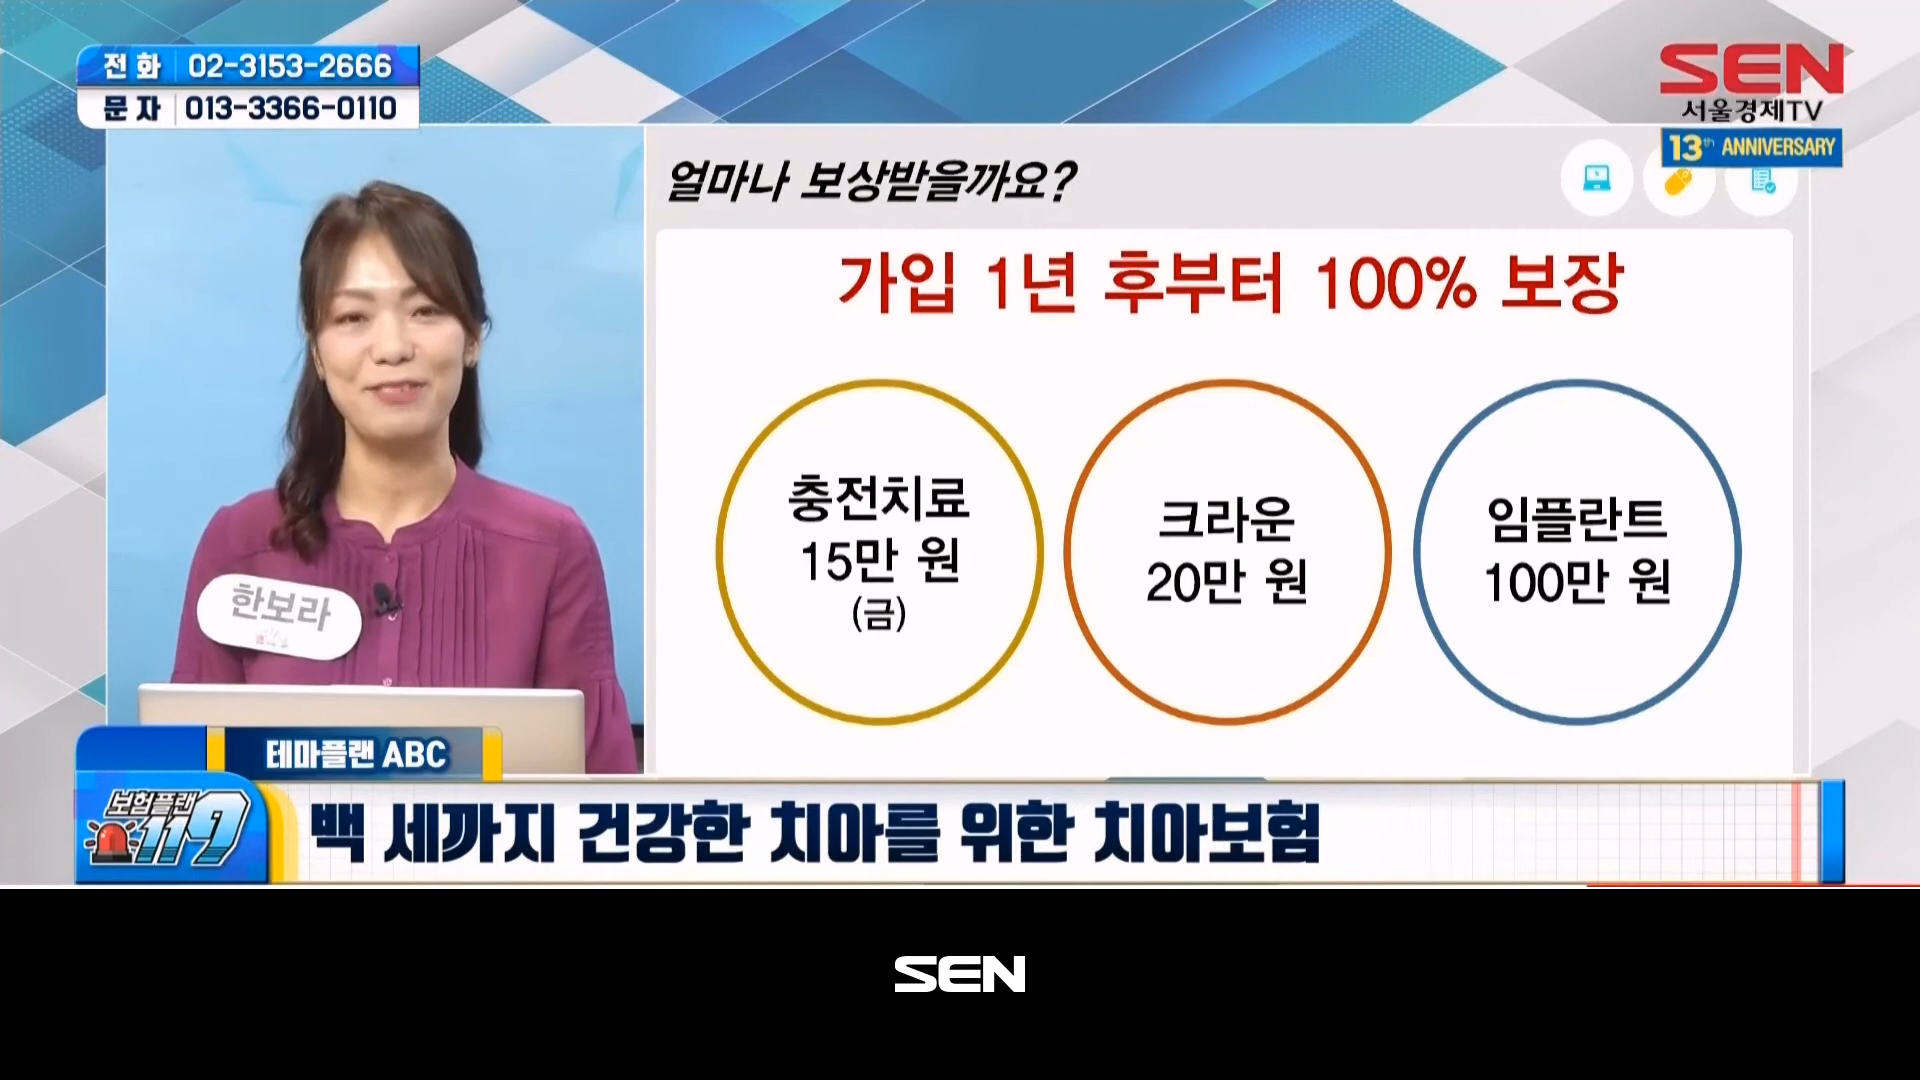 전 화 02-3153-2666
문 자 013-3366-0110
SEN
서울경제TV
13th ANNIVERSARY
얼마나 보상받을까요?
가입 1년 후부터 100% 보장
충전치료
15만 원
(금)
크라운
20만 원
임플란트
100만 원
한보라
테마플랜 ABC
보험플랜
119
백 세까지 건강한 치아를 위한 치아보험
SEN